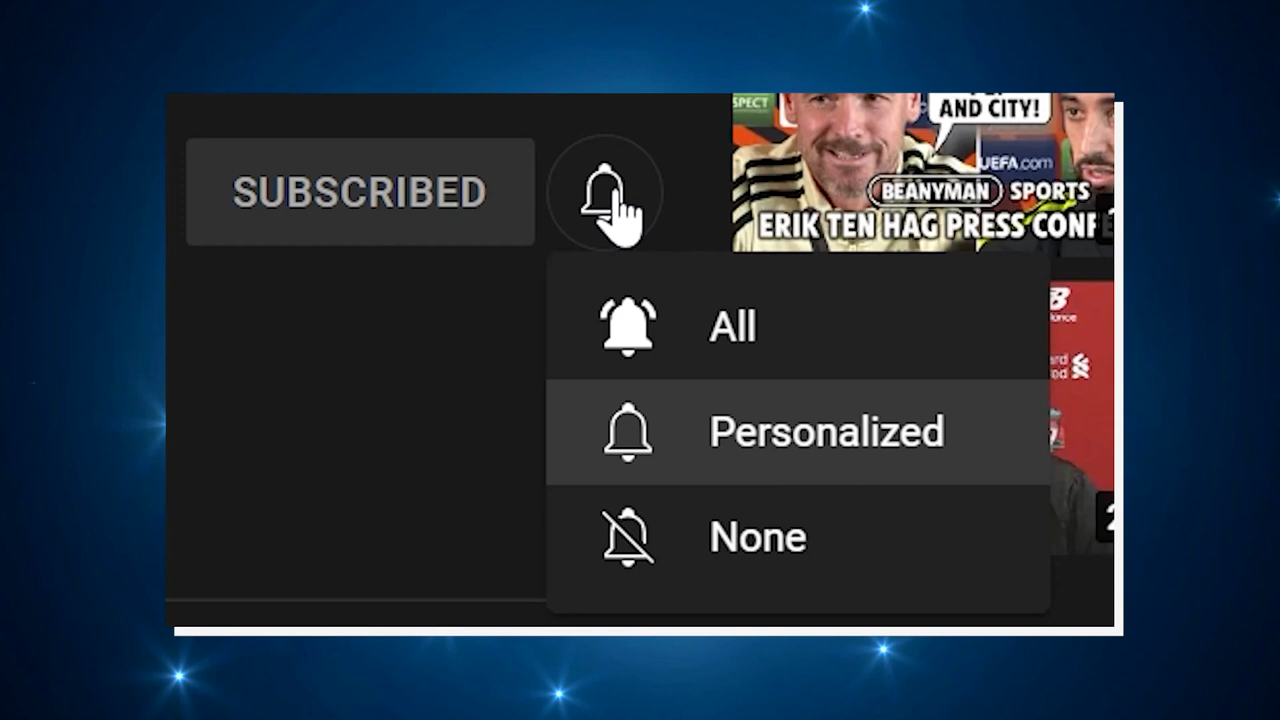 SPECT
AND CITY!
UEFA.com
SUBSCRIBED
BEANYMAN SPORTS
ERIK TEN HAG PRESS CONF
All
Personalized
None